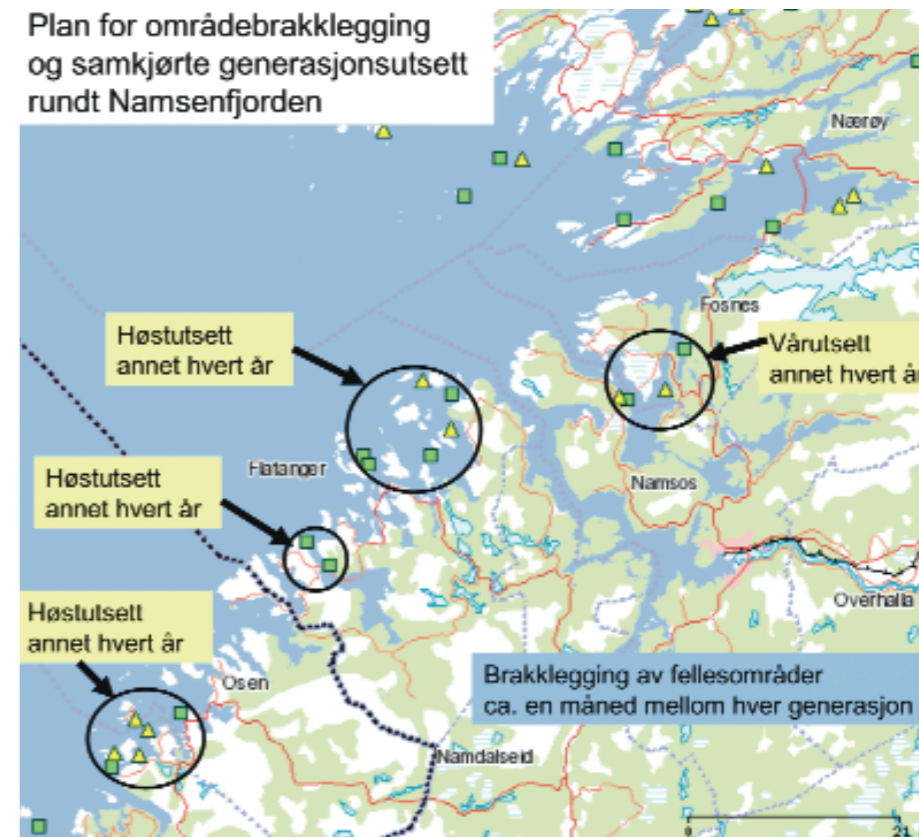 Plan for områdebrakklegging
og samkjørte generasjonsutsett
rundt Namsenfjorden
Nærøy
Fosnes
Høstutsett
annet hvert år
Vårutsett
annet hvert år
Flatanger
Namsos
Høstutsett
annet hvert år
Overhalla
Høstutsett
annet hvert år
Osen
Brakklegging av fellesområder
ca. en måned mellom hver generasjon
Namdalseid
0